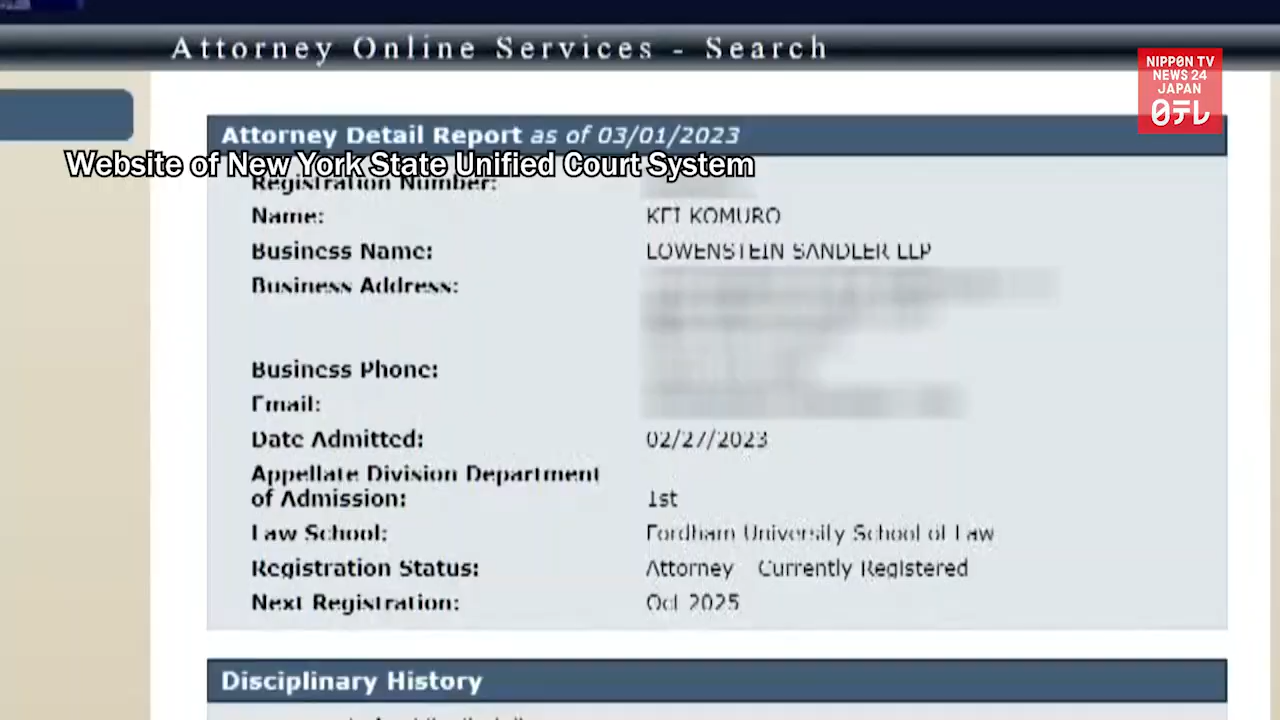 Attorney Online Services - Search
NIPPON TV
NEWS 24
JAPAN
日テレ
Attorney Detail Report as of 03/01/2023
Website of New York State Unified Court System
Registration Number:
Name: KEI KOMURO
Business Name: LOWENSTEIN SANDLER LLP
Business Address:
Business Phone:
Email:
Date Admitted: 02/27/2023
Appellate Division Department
of Admission: 1st
Law School: Fordham University School of Law
Registration Status: Attorney Currently Registered
Next Registration: Oct 2025
Disciplinary History